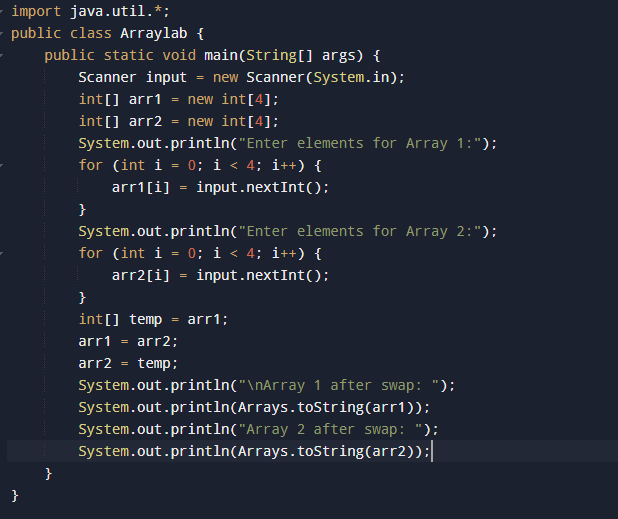 import java.util.*;
public class Arraylab {
    public static void main(String[] args) {
        Scanner input = new Scanner(System.in);
        int[] arr1 = new int[4];
        int[] arr2 = new int[4];
        System.out.println("Enter elements for Array 1:");
        for (int i = 0; i < 4; i++) {
            arr1[i] = input.nextInt();
        }
        System.out.println("Enter elements for Array 2:");
        for (int i = 0; i < 4; i++) {
            arr2[i] = input.nextInt();
        }
        int[] temp = arr1;
        arr1 = arr2;
        arr2 = temp;
        System.out.println("\nArray 1 after swap: ");
        System.out.println(Arrays.toString(arr1));
        System.out.println("Array 2 after swap: ");
        System.out.println(Arrays.toString(arr2));
    }
}